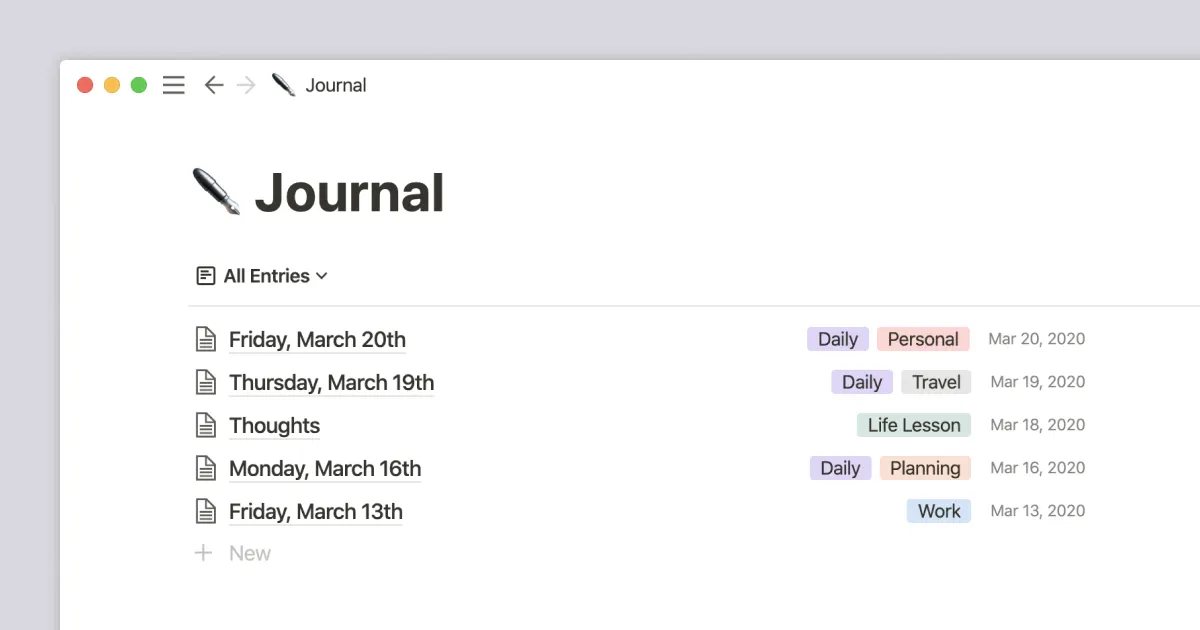 Journal
Journal
All Entries
Friday, March 20th Daily Personal Mar 20, 2020
Thursday, March 19th Daily Travel Mar 19, 2020
Thoughts Life Lesson Mar 18, 2020
Monday, March 16th Daily Planning Mar 16, 2020
Friday, March 13th Work Mar 13, 2020
+ New